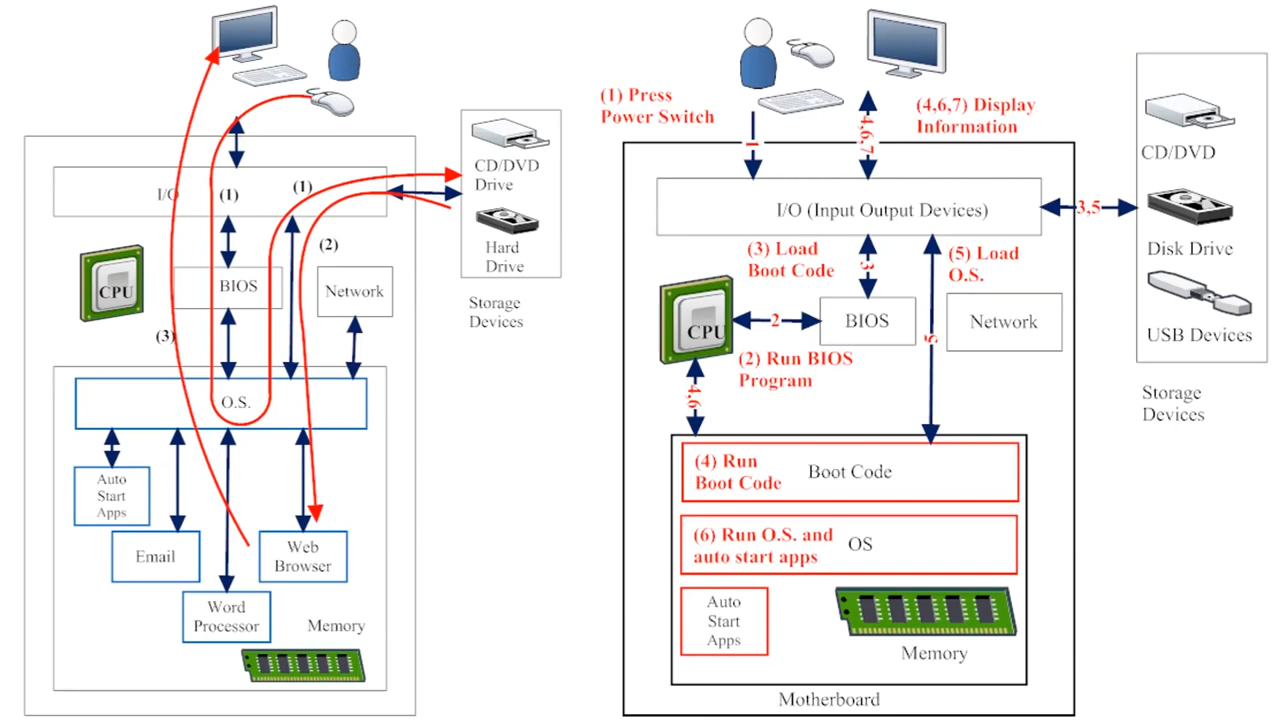 CD/DVD
Drive
Hard
Drive
Storage
Devices
I/O
(1)
(1)
(2)
CPU
BIOS
Network
(3)
O.S.
Auto
Start
Apps
Email
Web
Browser
Word
Processor
Memory
(1) Press
Power Switch
(4,6,7) Display
Information
1
4,6,7
I/O (Input Output Devices)
3,5
CD/DVD
Disk Drive
USB Devices
Storage
Devices
(3) Load
Boot Code
3
(5) Load
O.S.
CPU
2
BIOS
Network
(2) Run BIOS
Program
5
4,6
(4) Run
Boot Code
Boot Code
(6) Run O.S. and
auto start apps
OS
Auto
Start
Apps
Memory
Motherboard